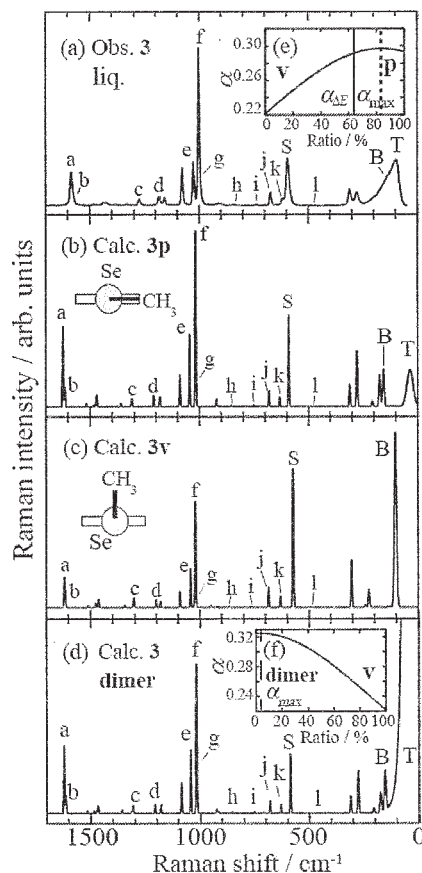 Raman intensity / arb. units
(a) Obs. 3
liq.
f
a
b
c
d
e
g
h
i
j
k
S
l
B
T
(e)
α
0.30
0.26
0.22
v
p
αΔE
αmax
0 20 40 60 80 100
Ratio / %
(b) Calc. 3p
Se
CH3
f
a
b
c
d
e
g
h
i
j
k
S
l
B
T
(c) Calc. 3v
CH3
Se
f
a
b
c
d
e
g
h
i
j
k
S
l
B
(d) Calc. 3
dimer
f
a
b
c
d
e
g
h
i
j
k
S
l
B
T
(f)
α
0.32
0.28
0.24
dimer
αmax
v
0 20 40 60 80 100
Ratio / %
1500 1000 500 0
Raman shift / cm-1